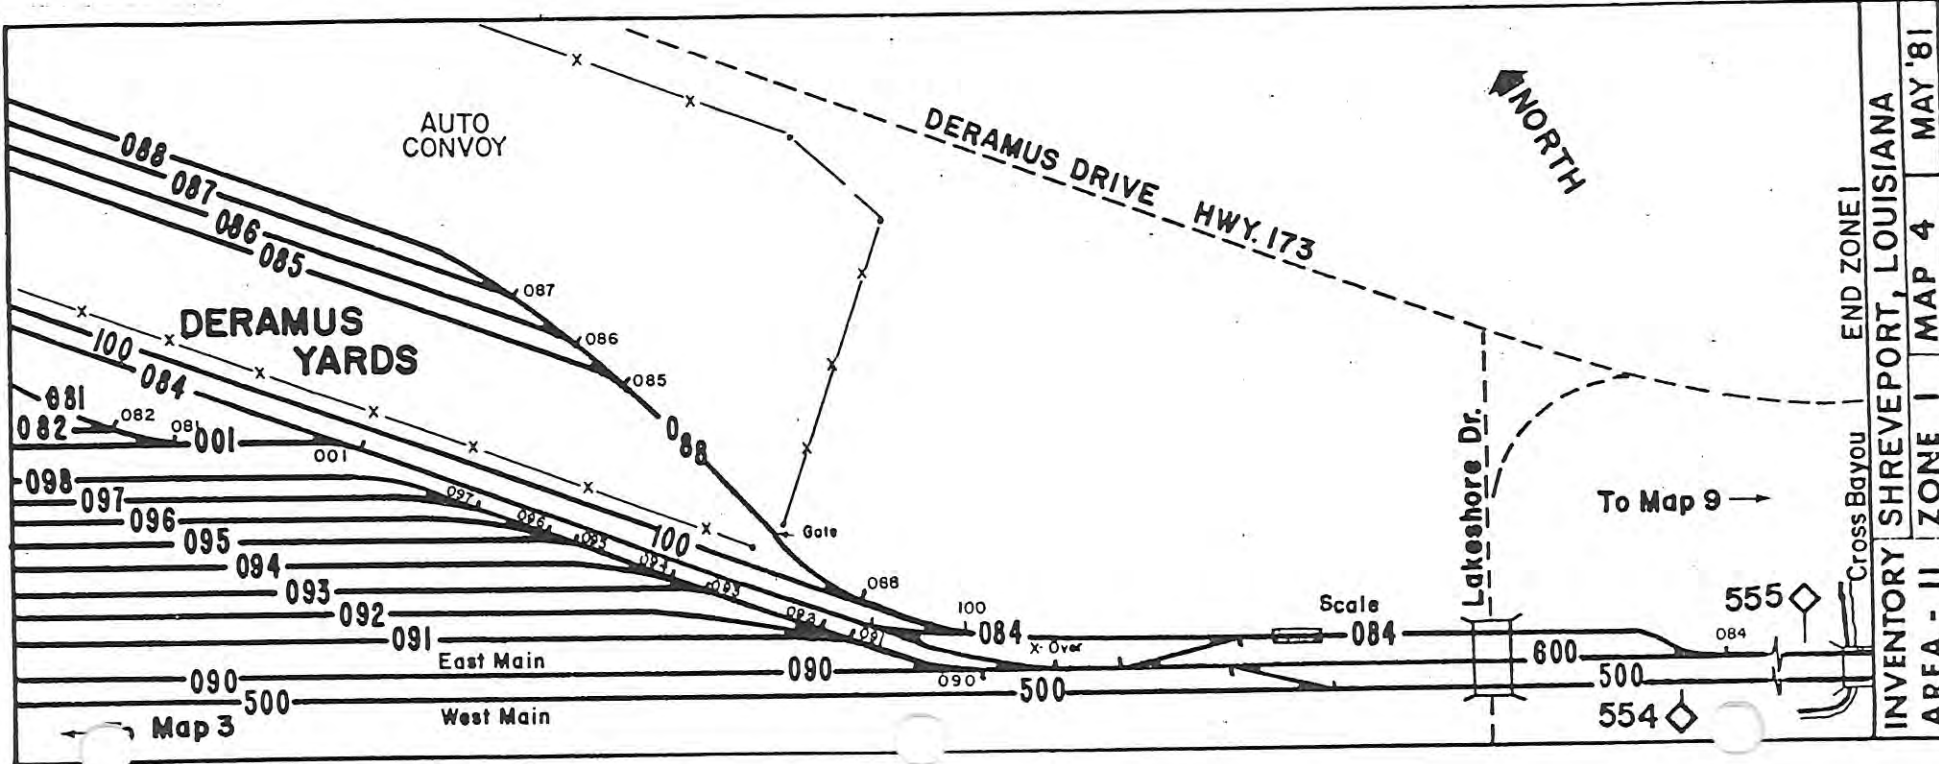 AUTO
CONVOY
DERAMUS DRIVE HWY. 173
NORTH
088
087
086
085
087
086
085
088
DERAMUS
YARDS
100
084
081
082
082
081
001
001
098
097
096
095
094
093
092
091
097
096
095
094
093
092
091
100
Gate
088
100
084
X-Over
Scale
084
Lakeshore Dr.
To Map 9
555
084
600
500
554
Cross Bayou
END ZONE I
East Main
090
090
090
500
500
West Main
Map 3
INVENTORY SHREVEPORT, LOUISIANA
AREA - II ZONE I MAP 4 MAY '81